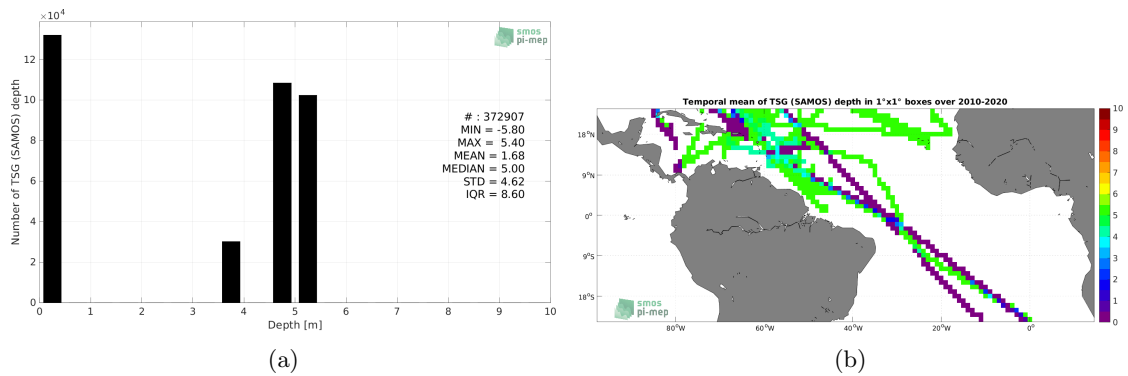 ×10⁴
smos
pi-mep
12
10
8
6
4
2
0
Number of TSG (SAMOS) depth
# : 372907
MIN = -5.80
MAX = 5.40
MEAN = 1.68
MEDIAN = 5.00
STD = 4.62
IQR = 8.60
0 1 2 3 4 5 6 7 8 9 10
Depth [m]
(a)
Temporal mean of TSG (SAMOS) depth in 1°x1° boxes over 2010-2020
18°N
9°N
0°
9°S
18°S
smos
pi-mep
80°W 60°W 40°W 20°W 0°
10
9
8
7
6
5
4
3
2
1
0
(b)